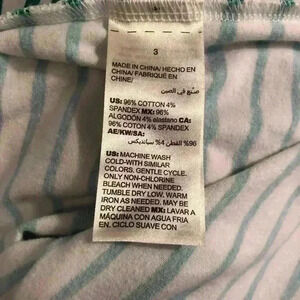 3
MADE IN CHINA/ HECHO EN
CHINA/ FABRIQUÉ EN
CHINE/
صنع في الصين
US: 96% COTTON 4%
SPANDEX MX: 96%
ALGODÓN 4% elastano CA:
96% COTON 4% SPANDEX
AE/KW/SA:
96% القطن 4% سبانديكس
US: MACHINE WASH
COLD-WITH SIMILAR
COLORS. GENTLE CYCLE.
ONLY NON-CHLORINE
BLEACH WHEN NEEDED.
TUMBLE DRY LOW. WARM
IRON AS NEEDED. MAY BE
DRY CLEANED MX: LAVAR A
MÁQUINA CON AGUA FRIA
EN. CICLO SUAVE CON